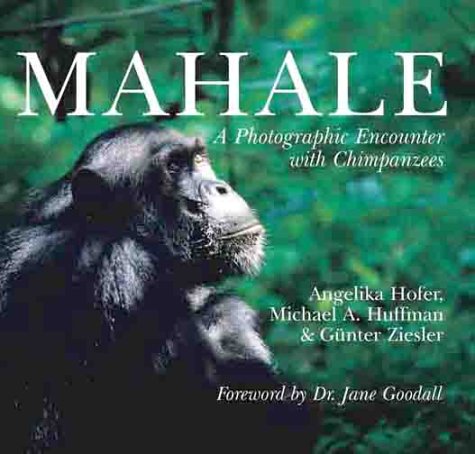 MAHALE
A Photographic Encounter
with Chimpanzees
Angelika Hofer,
Michael A. Huffman
& Günter Ziesler
Foreword by Dr. Jane Goodall